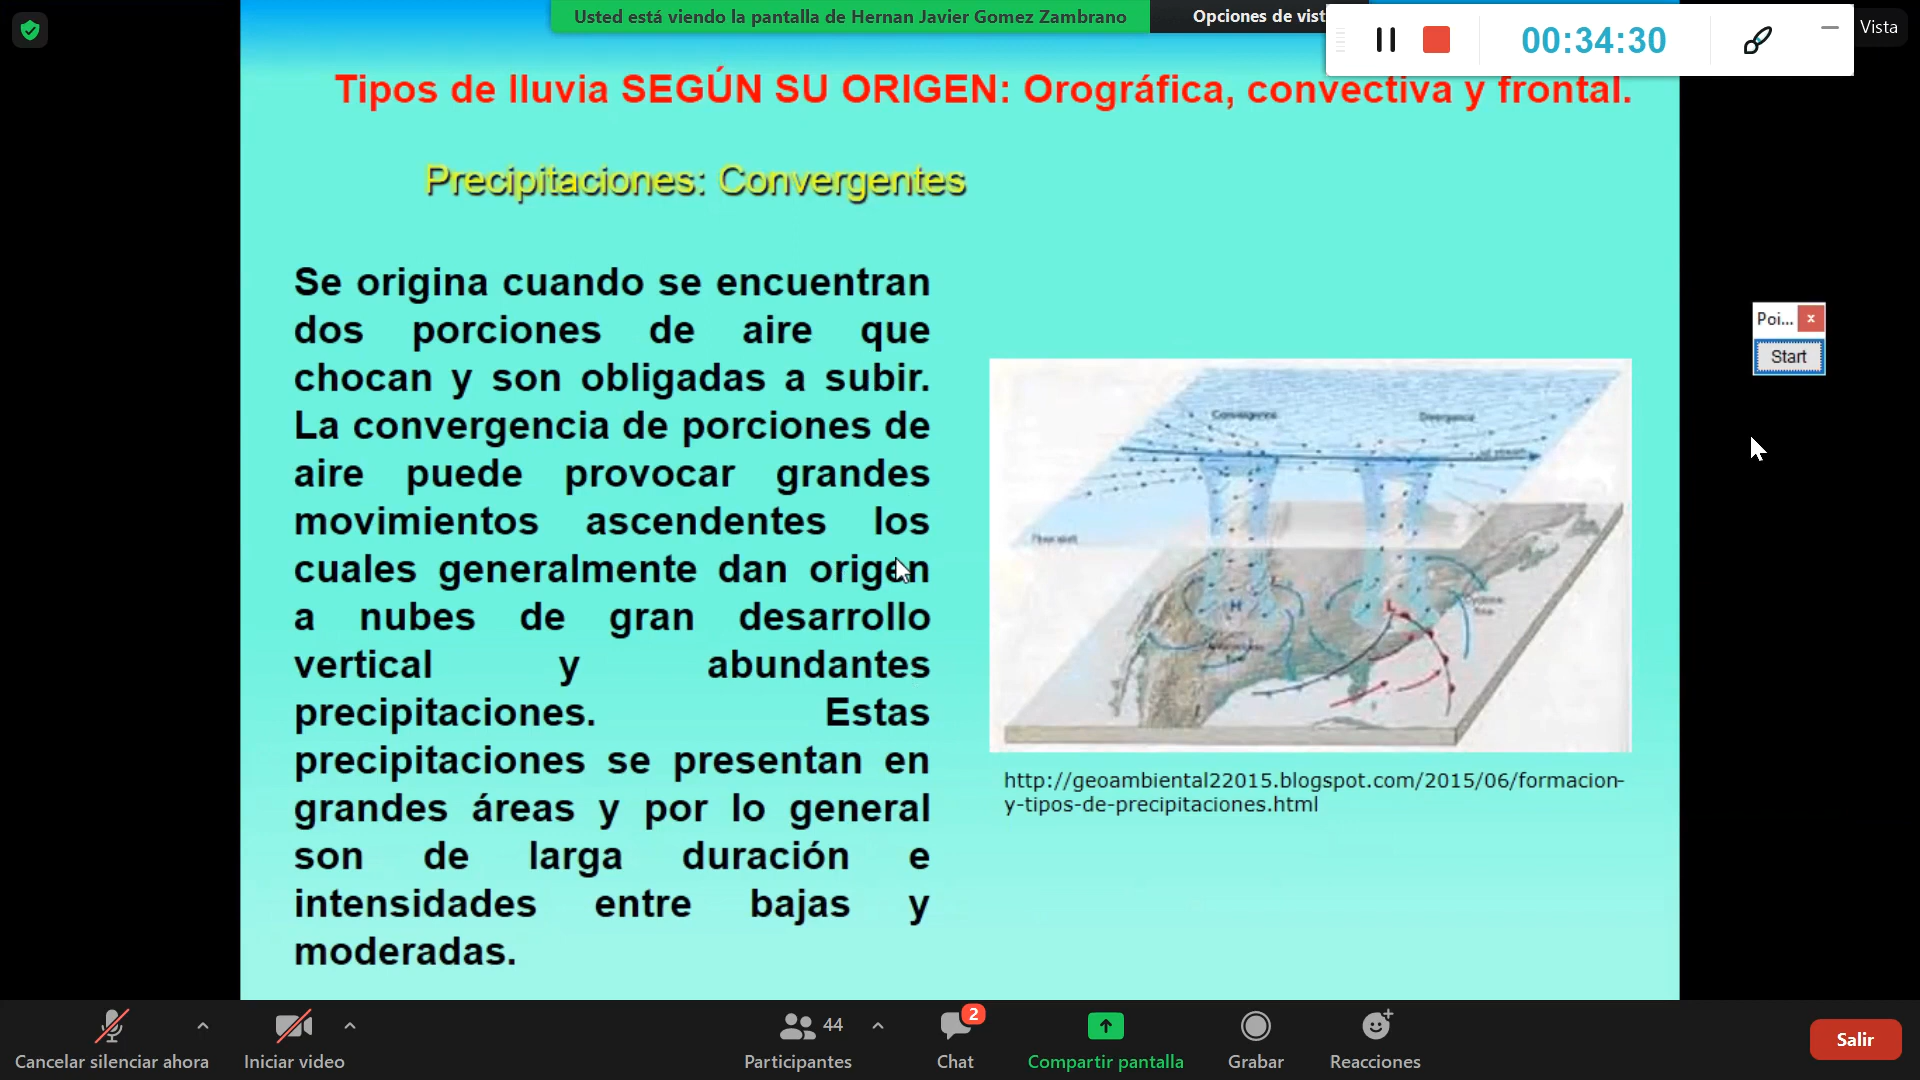 Usted está viendo la pantalla de Hernan Javier Gomez Zambrano
Opciones de vist
00:34:30
Vista
Tipos de lluvia SEGÚN SU ORIGEN: Orográfica, convectiva y frontal.
Precipitaciones: Convergentes
Se origina cuando se encuentran
dos porciones de aire que
chocan y son obligadas a subir.
La convergencia de porciones de
aire puede provocar grandes
movimientos ascendentes los
cuales generalmente dan origen
a nubes de gran desarrollo
vertical y abundantes
precipitaciones. Estas
precipitaciones se presentan en
grandes áreas y por lo general
son de larga duración e
intensidades entre bajas y
moderadas.
Convergence
Divergence
H
L
http://geoambiental22015.blogspot.com/2015/06/formacion-
y-tipos-de-precipitaciones.html
Poi...
x
Start
Cancelar silenciar ahora
Iniciar video
44
Participantes
2
Chat
Compartir pantalla
Grabar
Reacciones
Salir